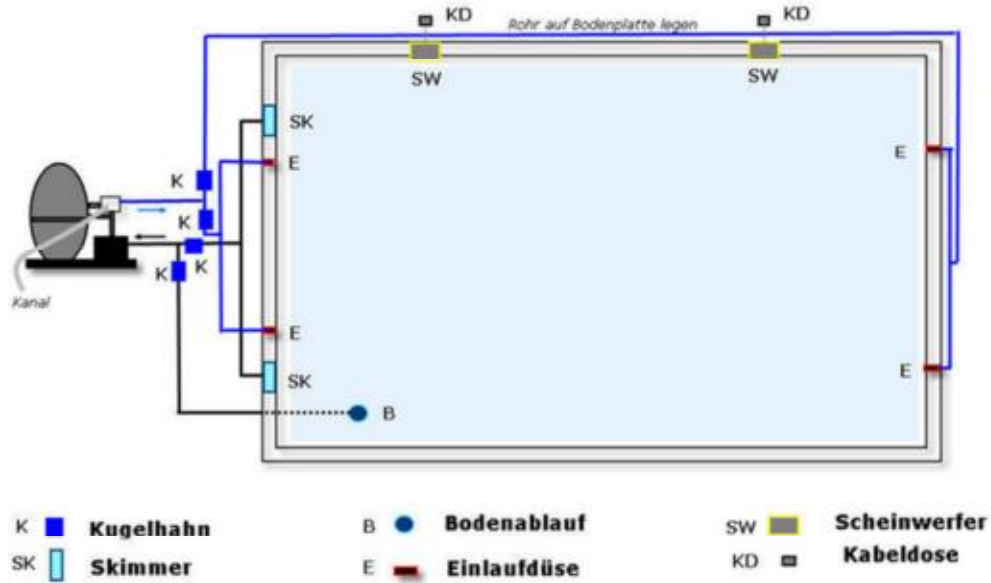 KD KD
Rohr auf Bodenplatte legen
SW SW
SK
E E
K
K
K
K
Kanal
E
E
SK
B
K Kugelhahn B Bodenablauf SW Scheinwerfer
SK Skimmer E Einlaufdüse KD Kabeldose